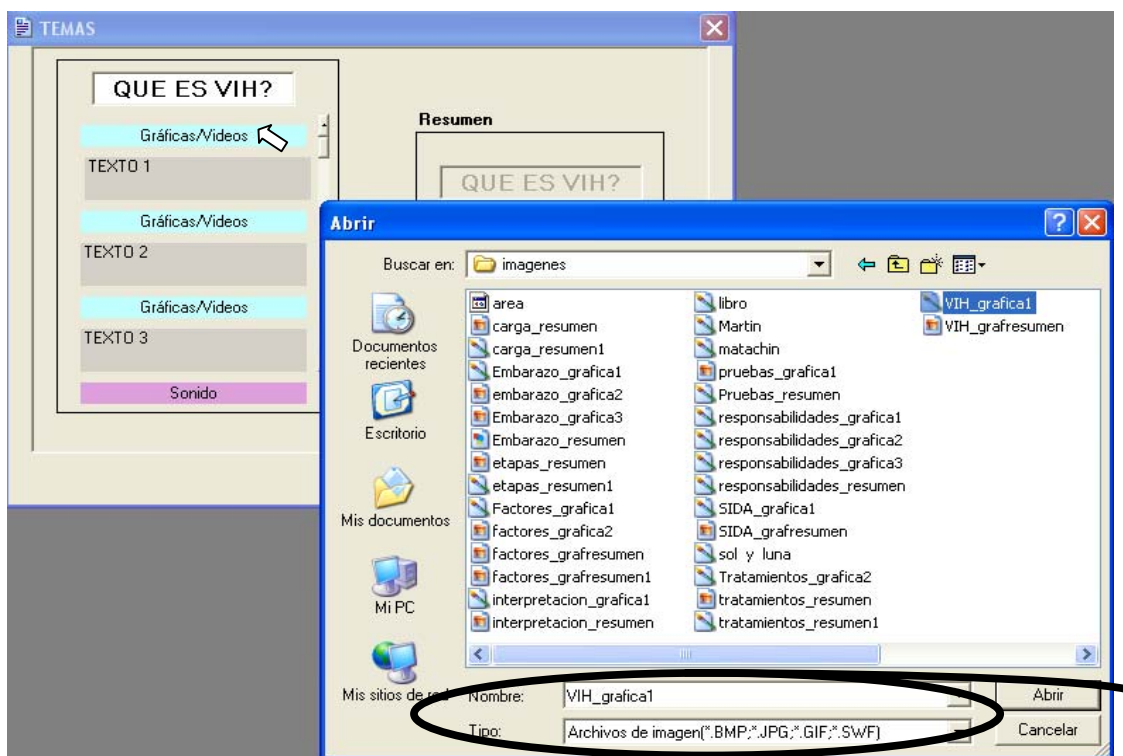 TEMAS
QUE ES VIH?
Gráficas/Videos
TEXTO 1
Gráficas/Videos
TEXTO 2
Gráficas/Videos
TEXTO 3
Sonido
Resumen
QUE ES VIH?
Abrir
Buscar en:
imagenes
Documentos
recientes
Escritorio
Mis documentos
Mi PC
Mis sitios de red
area
carga_resumen
carga_resumen1
Embarazo_grafica1
embarazo_grafica2
Embarazo_grafica3
Embarazo_resumen
etapas_resumen
etapas_resumen1
Factores_grafica1
factores_grafica2
factores_grafresumen
factores_grafresumen1
interpretacion_grafica1
interpretacion_resumen
libro
Martin
matachin
pruebas_grafica1
Pruebas_resumen
responsabilidades_grafica1
responsabilidades_grafica2
responsabilidades_grafica3
responsabilidades_resumen
SIDA_grafica1
SIDA_grafresumen
sol y luna
Tratamientos_grafica2
tratamientos_resumen
tratamientos_resumen1
VIH_grafica1
VIH_grafresumen
Nombre:
VIH_grafica1
Abrir
Tipo:
Archivos de imagen(*.BMP;*.JPG;*.GIF;*.SWF)
Cancelar